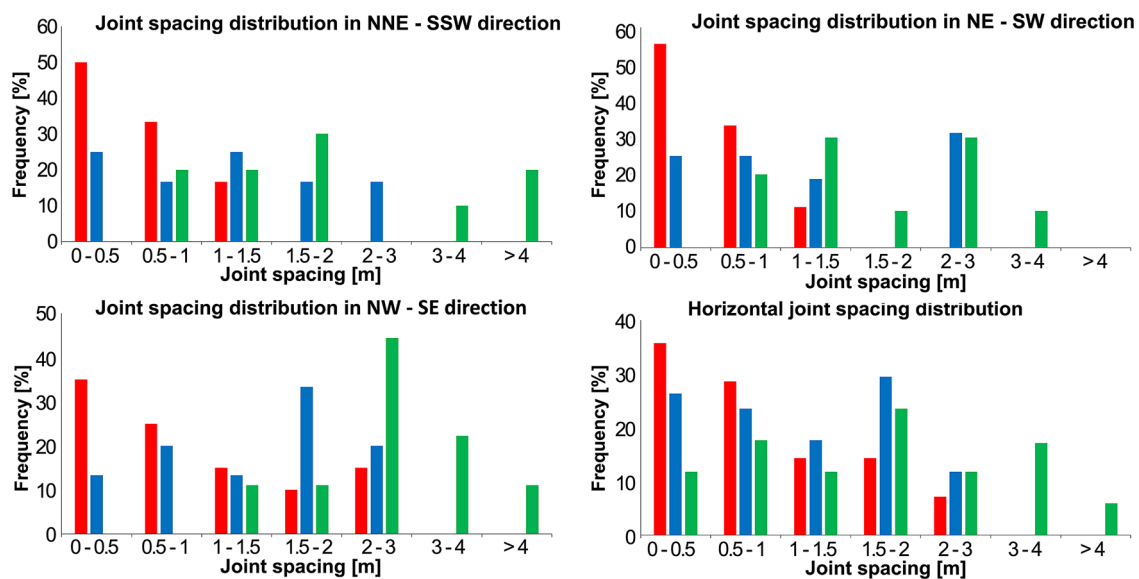 Joint spacing distribution in NNE - SSW direction
Frequency [%]
60
50
40
30
20
10
0
0 - 0.5 0.5 - 1 1 - 1.5 1.5 - 2 2 - 3 3 - 4 > 4
Joint spacing [m]
Joint spacing distribution in NE - SW direction
Frequency [%]
60
50
40
30
20
10
0
0 - 0.5 0.5 - 1 1 - 1.5 1.5 - 2 2 - 3 3 - 4 > 4
Joint spacing [m]
Joint spacing distribution in NW - SE direction
Frequency [%]
50
40
30
20
10
0
0 - 0.5 0.5 - 1 1 - 1.5 1.5 - 2 2 - 3 3 - 4 > 4
Joint spacing [m]
Horizontal joint spacing distribution
Frequency [%]
40
30
20
10
0
0 - 0.5 0.5 - 1 1 - 1.5 1.5 - 2 2 - 3 3 - 4 > 4
Joint spacing [m]